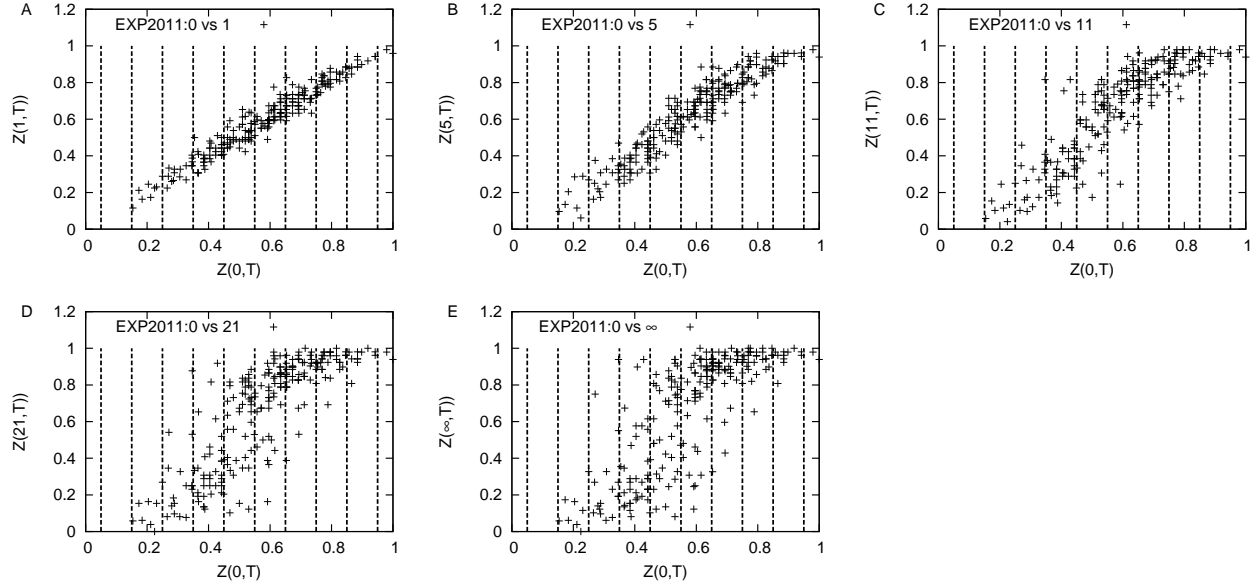 A
EXP2011:0 vs 1
1.2
1
0.8
0.6
0.4
0.2
0
Z(1,T))
0 0.2 0.4 0.6 0.8 1
Z(0,T)
B
EXP2011:0 vs 5
1.2
1
0.8
0.6
0.4
0.2
0
Z(5,T))
0 0.2 0.4 0.6 0.8 1
Z(0,T)
C
EXP2011:0 vs 11
1.2
1
0.8
0.6
0.4
0.2
0
Z(11,T))
0 0.2 0.4 0.6 0.8 1
Z(0,T)
D
EXP2011:0 vs 21
1.2
1
0.8
0.6
0.4
0.2
0
Z(21,T))
0 0.2 0.4 0.6 0.8 1
Z(0,T)
E
EXP2011:0 vs ∞
1.2
1
0.8
0.6
0.4
0.2
0
Z(∞,T))
0 0.2 0.4 0.6 0.8 1
Z(0,T)